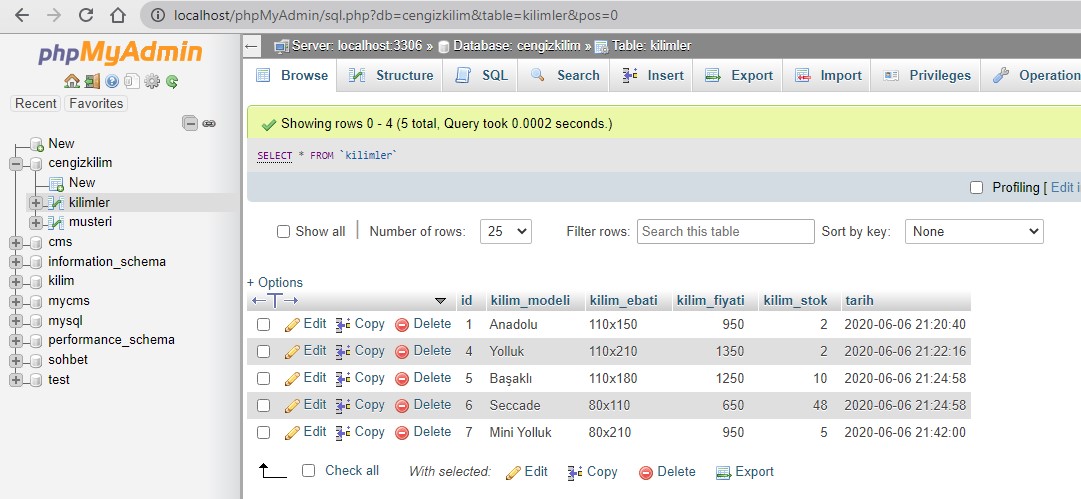 localhost/phpMyAdmin/sql.php?db=cengizkilim&table=kilimler&pos=0
phpMyAdmin
Recent Favorites
New
cengizkilim
New
kilimler
musteri
cms
information_schema
kilim
mycms
mysql
performance_schema
sohbet
test
Server: localhost:3306 » Database: cengizkilim » Table: kilimler
Browse Structure SQL Search Insert Export Import Privileges Operation
Showing rows 0 - 4 (5 total, Query took 0.0002 seconds.)
SELECT * FROM `kilimler`
Profiling [ Edit i
Show all | Number of rows: 25 Filter rows: Search this table Sort by key: None
+ Options
←T→ id kilim_modeli kilim_ebati kilim_fiyati kilim_stok tarih
Edit Copy Delete 1 Anadolu 110x150 950 2 2020-06-06 21:20:40
Edit Copy Delete 4 Yolluk 110x210 1350 2 2020-06-06 21:22:16
Edit Copy Delete 5 Başaklı 110x180 1250 10 2020-06-06 21:24:58
Edit Copy Delete 6 Seccade 80x110 650 48 2020-06-06 21:24:58
Edit Copy Delete 7 Mini Yolluk 80x210 950 5 2020-06-06 21:42:00
Check all With selected: Edit Copy Delete Export